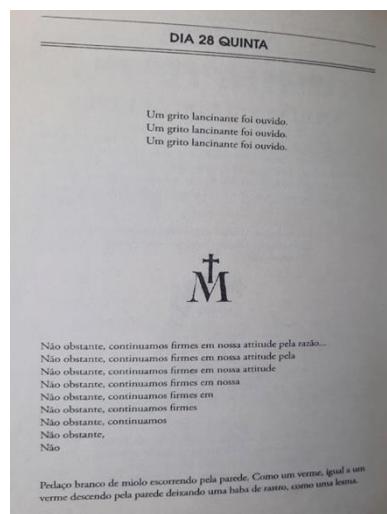 DIA 28 QUINTA
Um grito lancinante foi ouvido.
Um grito lancinante foi ouvido.
Um grito lancinante foi ouvido.
M
Não obstante, continuamos firmes em nossa attitude pela razão...
Não obstante, continuamos firmes em nossa attitude pela
Não obstante, continuamos firmes em nossa attitude
Não obstante, continuamos firmes em nossa
Não obstante, continuamos firmes em
Não obstante, continuamos firmes
Não obstante, continuamos
Não obstante,
Não
Pedaço branco de miolo escorrendo pela parede. Como um verme, igual a um
verme descendo pela parede deixando uma baba de rastro, como uma lesma.